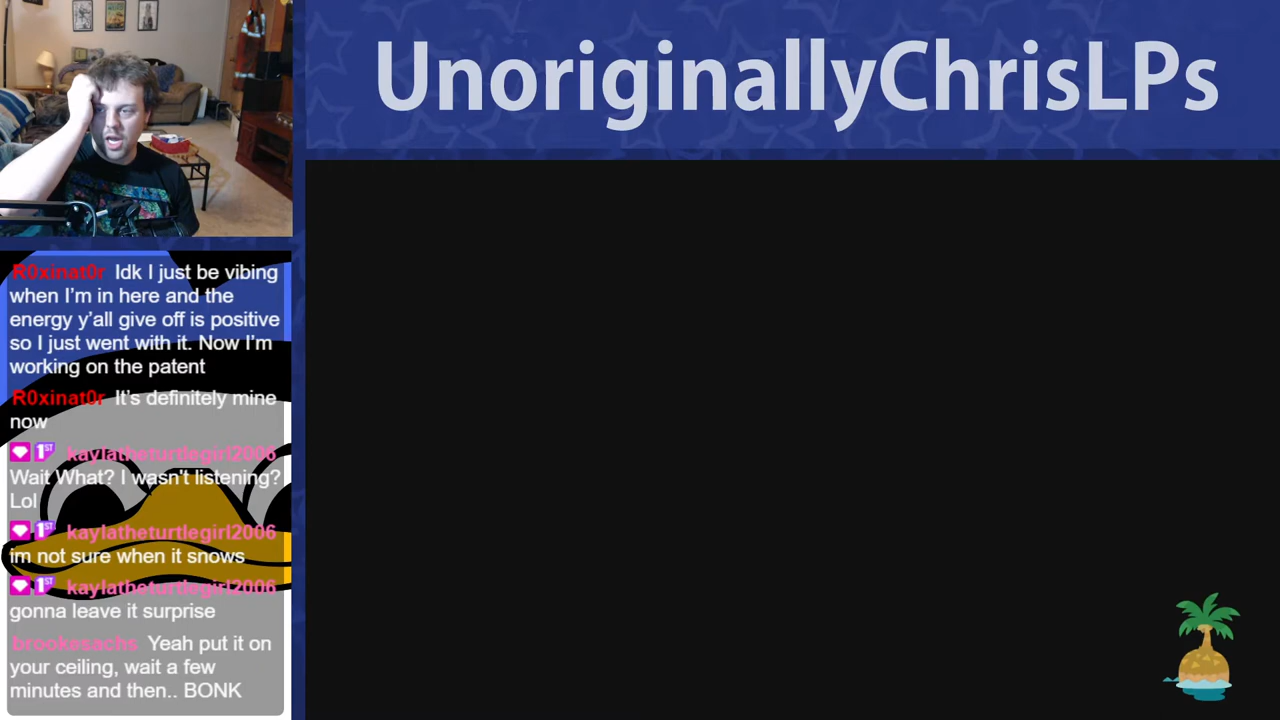 UnoriginallyChrisLPs
R0xinat0r Idk I just be vibing
when I'm in here and the
energy y'all give off is positive
so I just went with it. Now I'm
working on the patent
R0xinat0r It's definitely mine
now
1ST kaylatheturtlegirl2006
Wait What? I wasn't listening?
Lol
1ST kaylatheturtlegirl2006
im not sure when it snows
1ST kaylatheturtlegirl2006
gonna leave it surprise
brookesachs Yeah put it on
your ceiling, wait a few
minutes and then.. BONK